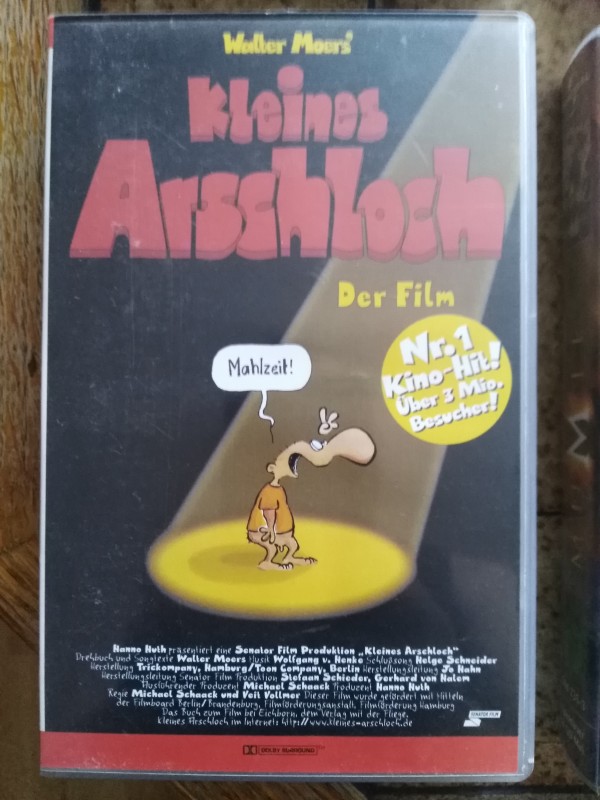 Walter Moers'
Kleines
Arschloch
Der Film
Nr. 1
Kino-Hit!
Über 3 Mio.
Besucher!
Mahlzeit!
Hanno Huth präsentiert eine Senator Film Produktion „Kleines Arschloch"
Drehbuch und Songtexte Walter Moers Musik Wolfgang v. Henko Schlußsong Helge Schneider
Herstellung Trickompany, Hamburg/Toon Company, Berlin Herstellungsleitung Jo Hahn
Herstellungsleitung Senator Film Produktion Stefaan Schieder, Gerhard von Halem
Ausführender Produzent Michael Schaack Produzent Hanno Huth
Regie Michael Schaack und Veit Vollmer Dieser Film wurde gefördert mit Mitteln
der Filmboard Berlin/Brandenburg, Filmförderungsanstalt, Filmförderung Hamburg
Das Buch zum Film bei Eichborn, dem Verlag mit der Fliege.
Kleines Arschloch im Internet: http://www.kleines-arschloch.de
SENATOR FILM
DOLBY SURROUND